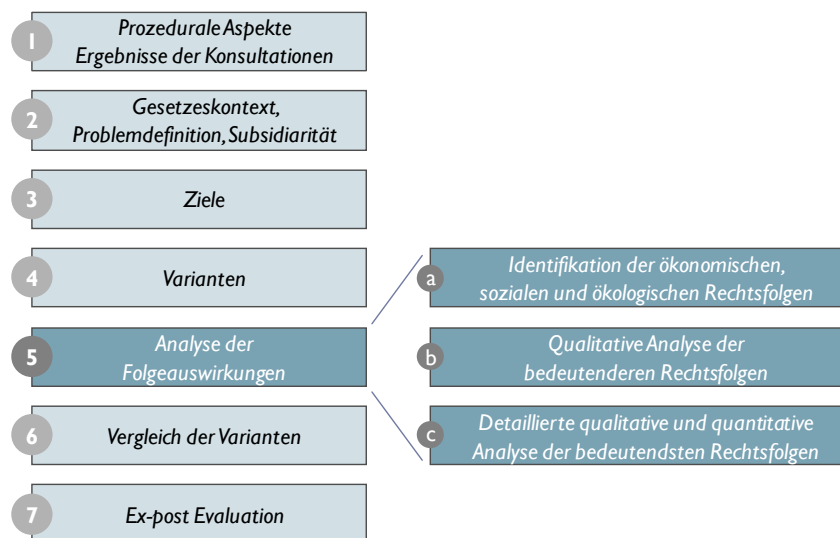 1
Prozedurale Aspekte
Ergebnisse der Konsultationen
2
Gesetzeskontext,
Problemdefinition, Subsidiarität
3
Ziele
4
Varianten
5
Analyse der
Folgeauswirkungen
a
Identifikation der ökonomischen,
sozialen und ökologischen Rechtsfolgen
b
Qualitative Analyse der
bedeutenderen Rechtsfolgen
c
Detaillierte qualitative und quantitative
Analyse der bedeutendsten Rechtsfolgen
6
Vergleich der Varianten
7
Ex-post Evaluation